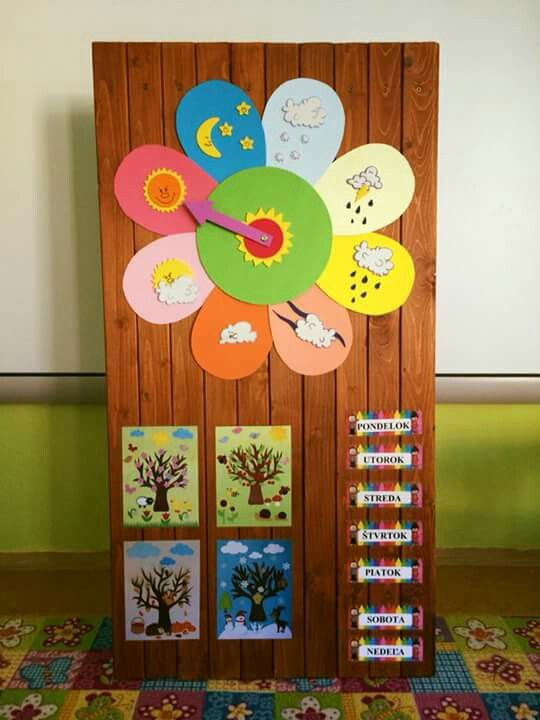 PONDELOK
UTOROK
STREDA
ŠTVRTOK
PIATOK
SOBOTA
NEDEĽA